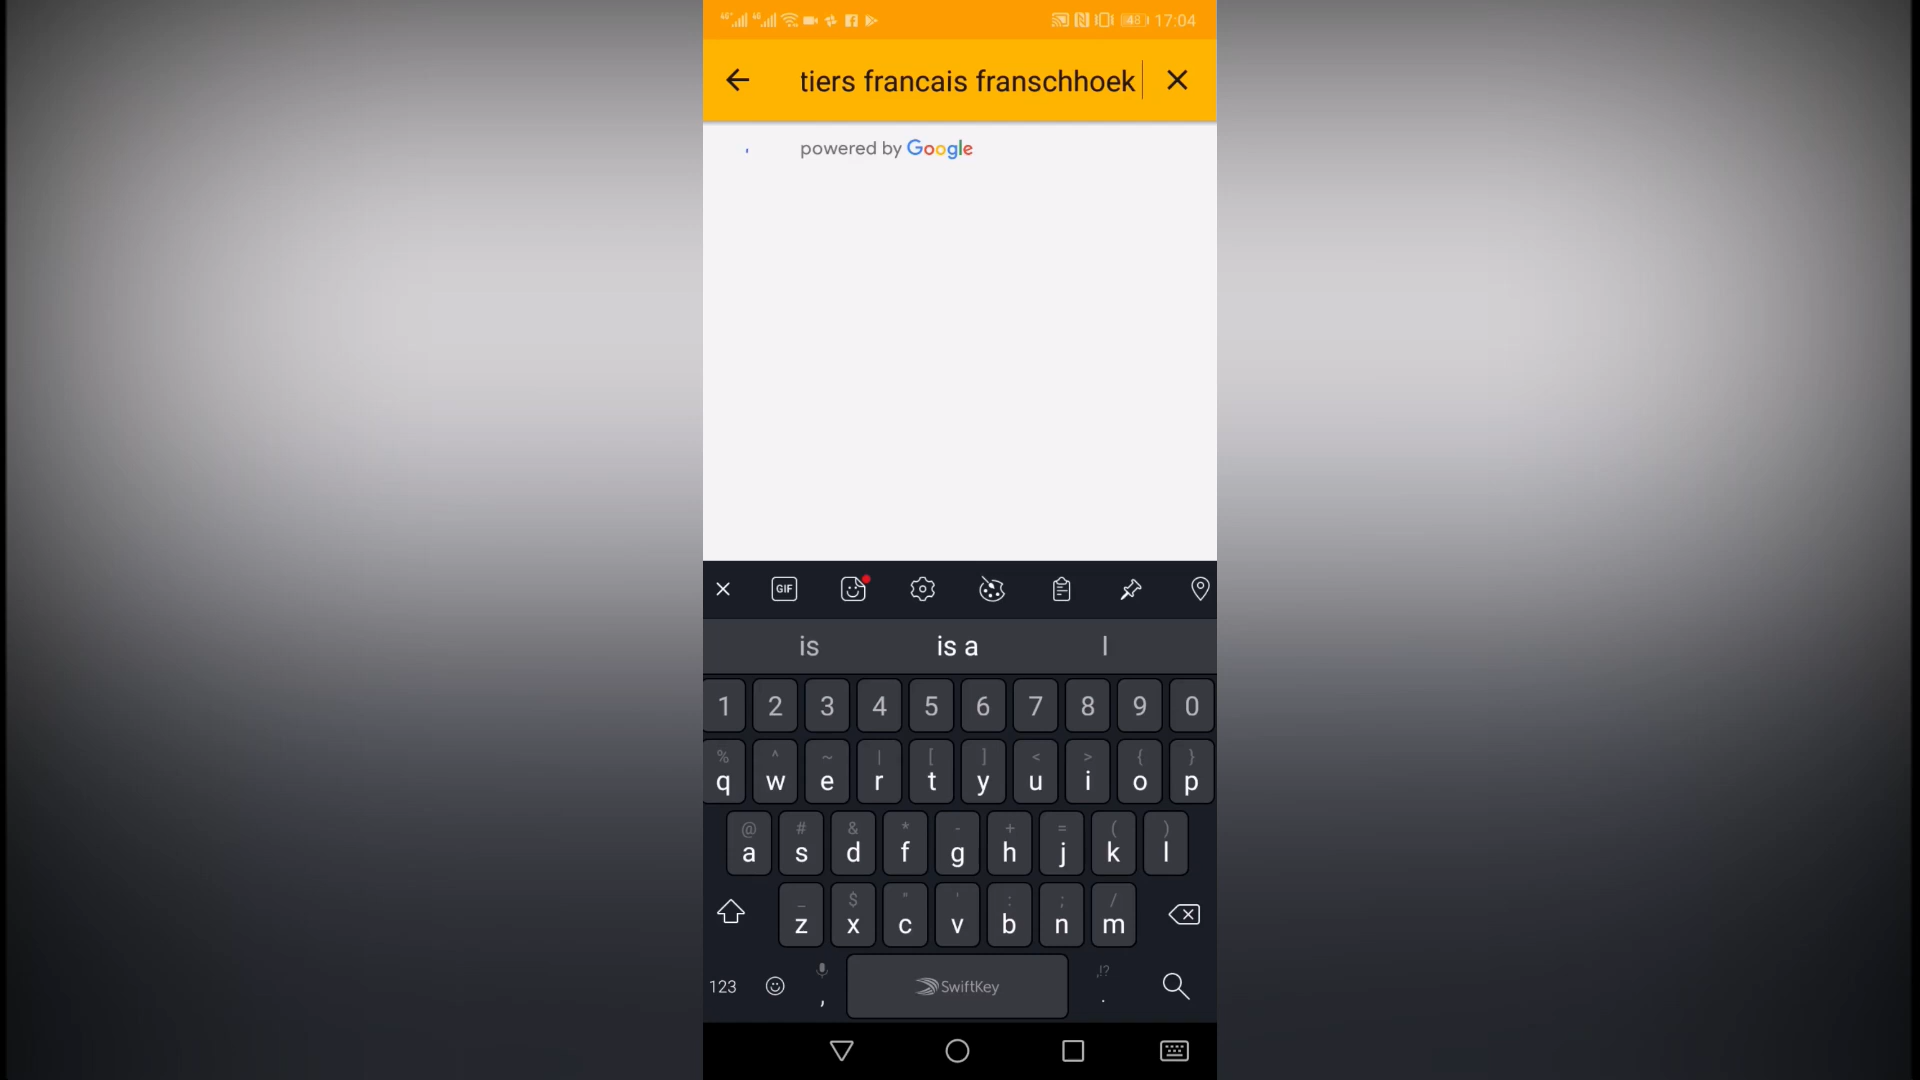 48 17:04
tiers francais franschhoek
powered by Google
GIF
is is a I
1 2 3 4 5 6 7 8 9 0
% ^ ~ | [ ] < > { }
q w e r t y u i o p
@ # & * - + = ( )
a s d f g h j k l
_ $ " ' : ; /
z x c v b n m
,!?
123 , SwiftKey .